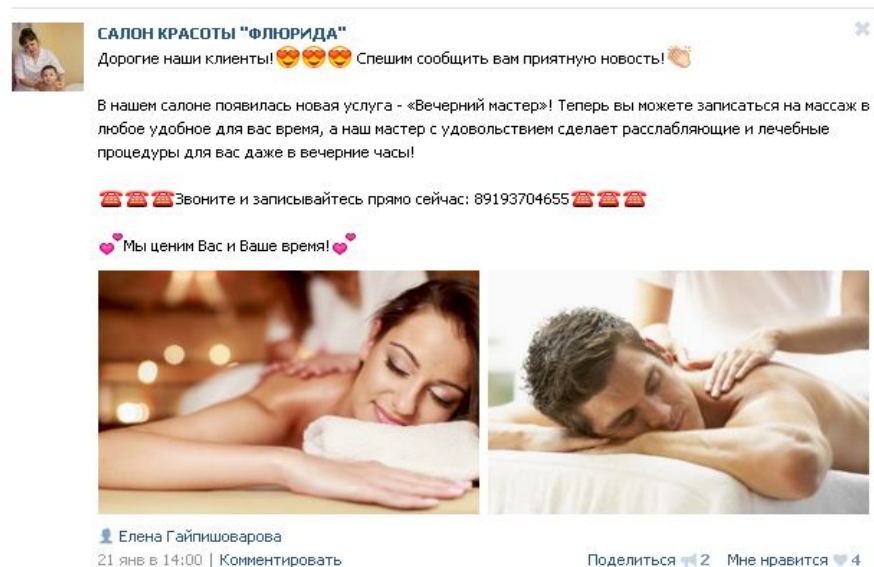 САЛОН КРАСОТЫ "ФЛЮРИДА"
Дорогие наши клиенты!😍😍😍 Спешим сообщить вам приятную новость!👏
В нашем салоне появилась новая услуга - «Вечерний мастер»! Теперь вы можете записаться на массаж в
любое удобное для вас время, а наш мастер с удовольствием сделает расслабляющие и лечебные
процедуры для вас даже в вечерние часы!
☎☎☎Звоните и записывайтесь прямо сейчас: 89193704655☎☎☎
💕Мы ценим Вас и Ваше время!💕
Елена Гайпишоварова
21 янв в 14:00 | Комментировать Поделиться 2 Мне нравится 4